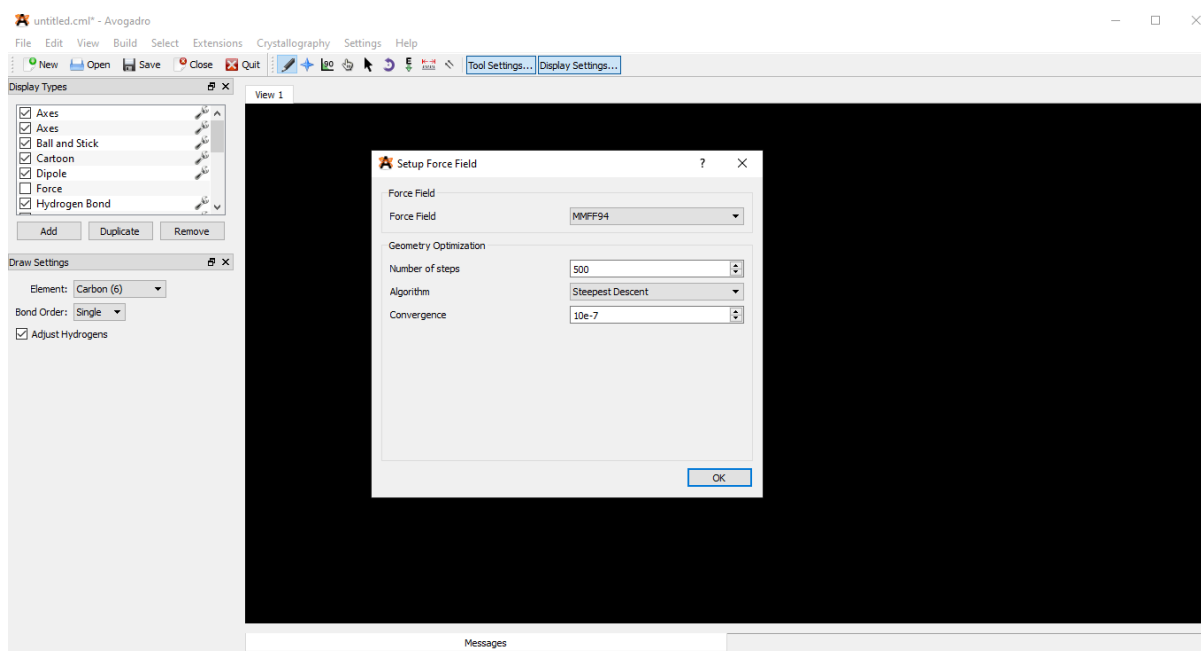 untitled.cml* - Avogadro
File Edit View Build Select Extensions Crystallography Settings Help
New Open Save Close Quit Tool Settings... Display Settings...
Display Types
View 1
Axes
Axes
Ball and Stick
Cartoon
Dipole
Force
Hydrogen Bond
Add Duplicate Remove
Draw Settings
Element: Carbon (6)
Bond Order: Single
Adjust Hydrogens
Setup Force Field ?
Force Field
Force Field MMFF94
Geometry Optimization
Number of steps 500
Algorithm Steepest Descent
Convergence 10e-7
OK
Messages